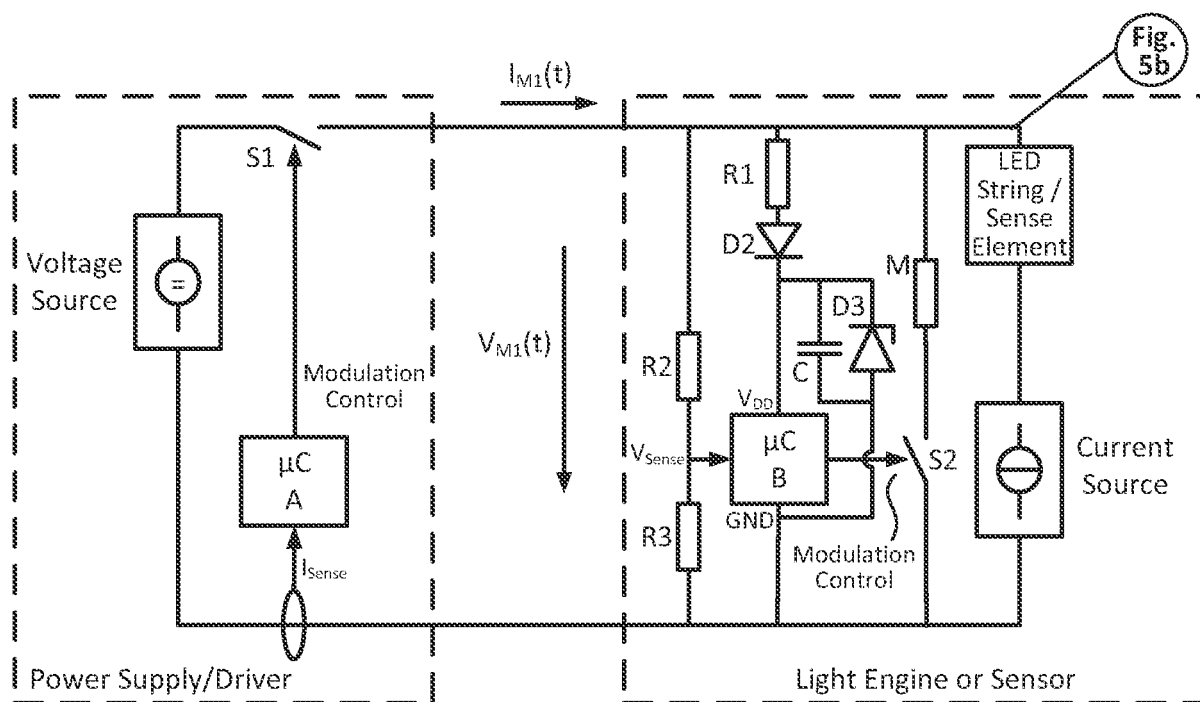 Fig.
5b
I_M1(t)
S1
R1
LED
String /
Sense
Element
D2
Voltage
Source
=
M
D3
V_M1(t)
R2
C
Modulation
Control
V_DD
µC
A
V_Sense
µC
B
S2
Current
Source
GND
R3
I_Sense
Modulation
Control
Power Supply/Driver
Light Engine or Sensor